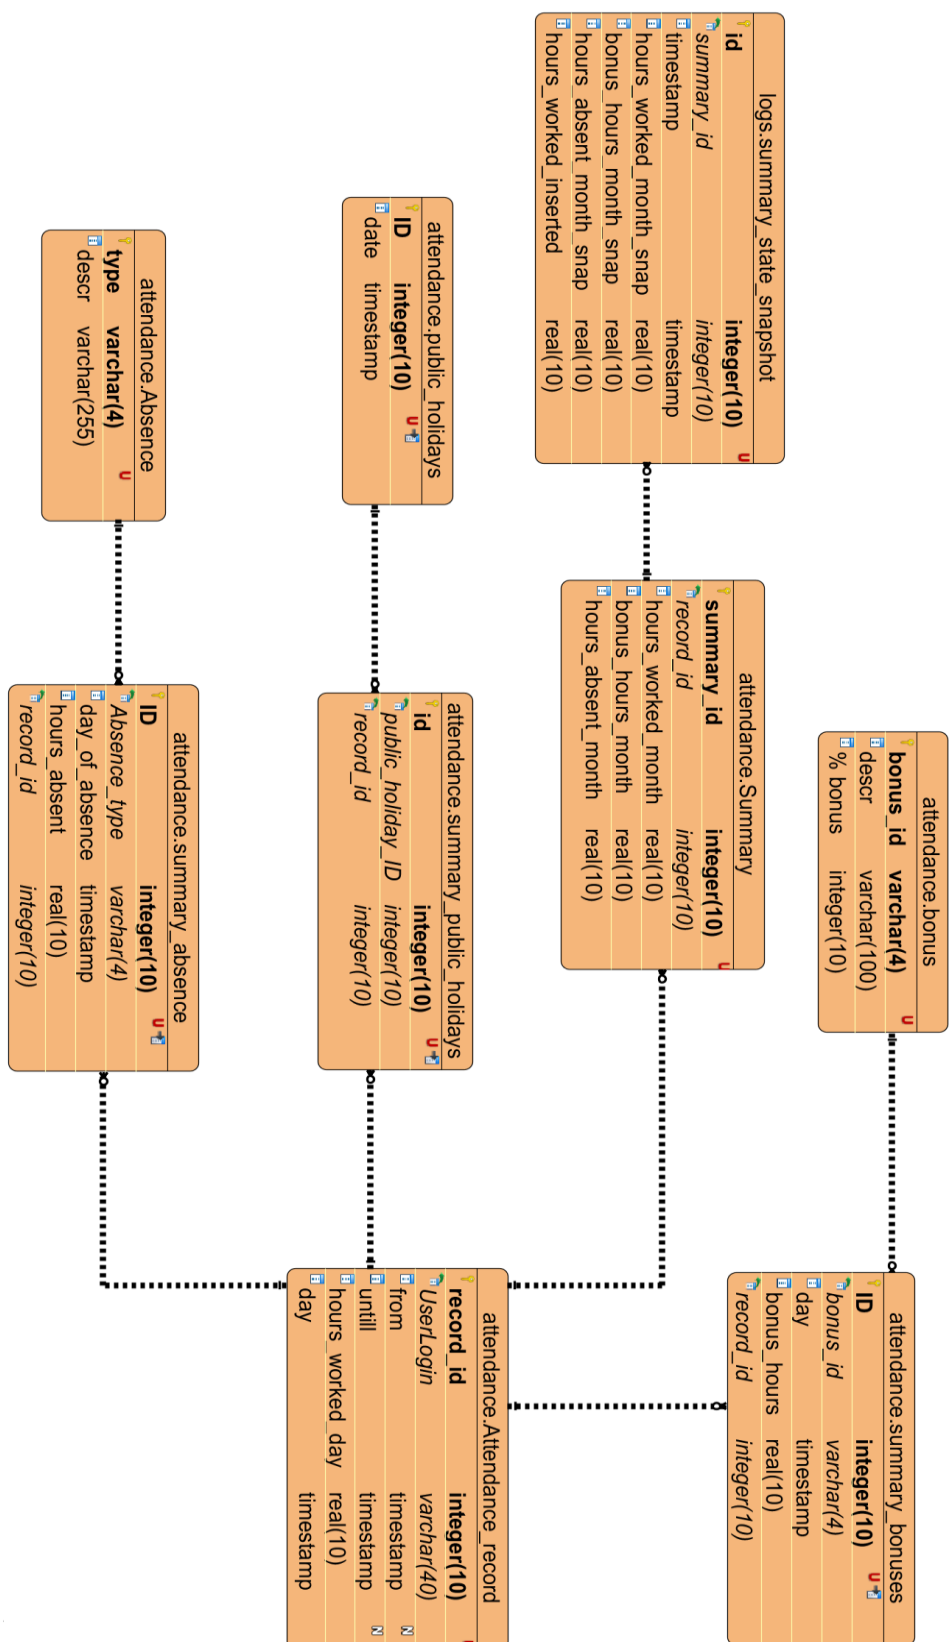 attendance.bonus
bonus_id varchar(4) U
descr varchar(100)
% bonus integer(10)
attendance.summary_bonuses
ID integer(10) U
bonus_id varchar(4)
day timestamp
bonus_hours real(10)
record_id integer(10)
logs.summary_state_snapshot
id integer(10) U
summary_id integer(10)
timestamp timestamp
hours_worked_month_snap real(10)
bonus_hours_month_snap real(10)
hours_absent_month_snap real(10)
hours_worked_inserted real(10)
attendance.Summary
summary_id integer(10) U
record_id integer(10)
hours_worked_month real(10)
bonus_hours_month real(10)
hours_absent_month real(10)
attendance.public_holidays
ID integer(10) U
date timestamp
attendance.summary_public_holidays
id integer(10) U
public_holiday_ID integer(10)
record_id integer(10)
attendance.Attendance_record
record_id integer(10) U
UserLogin varchar(40)
from timestamp N
untill timestamp N
hours_worked_day real(10)
day timestamp
attendance.Absence
type varchar(4) U
descr varchar(255)
attendance.summary_absence
ID integer(10) U
Absence_type varchar(4)
day_of_absence timestamp
hours_absent real(10)
record_id integer(10)